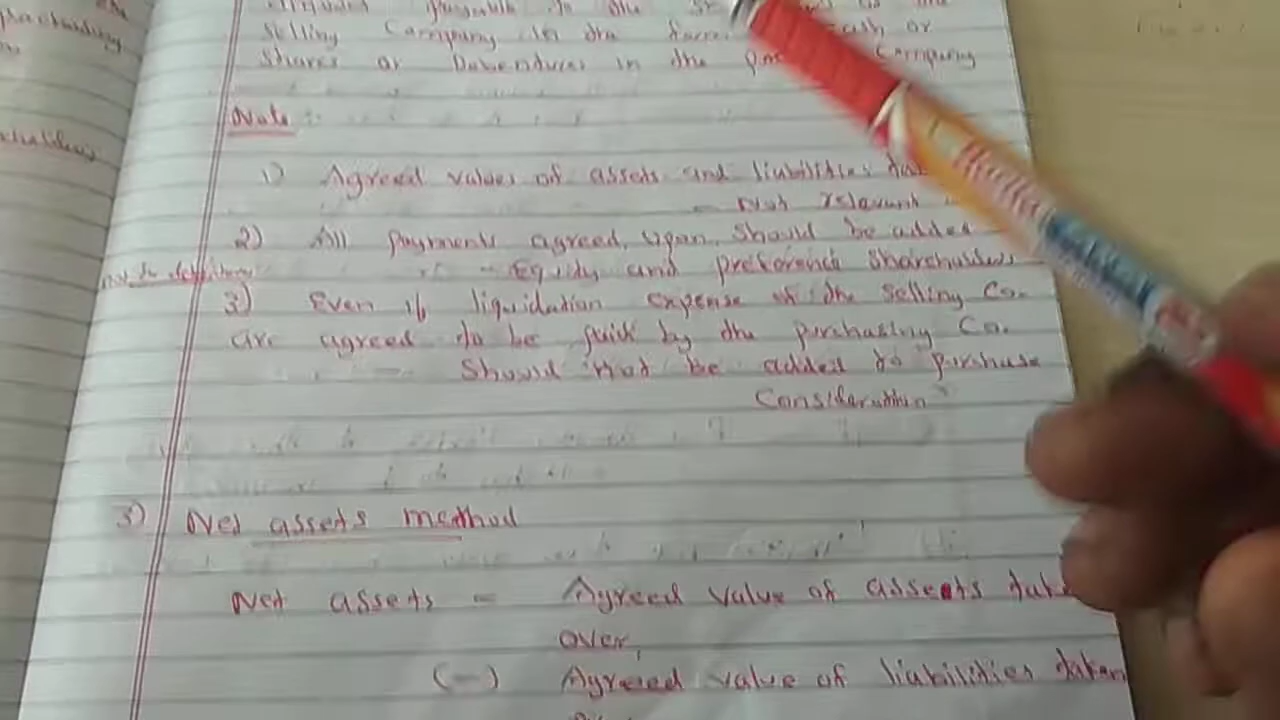 Selling Company in the cash or
Shares or Debentures in the Company
Note :
1) Agreed values of assets and liabilities
not relevant
2) All payments agreed upon should be added
Equity and preference shareholders
3) Even if liquidation expense of the selling Co.
are agreed to be paid by the purchasing Co.
Should not be added to purchase
Consideration
3) Net assets method
Net assets = Agreed value of assets
over,
(-) Agreed value of liabilities taken